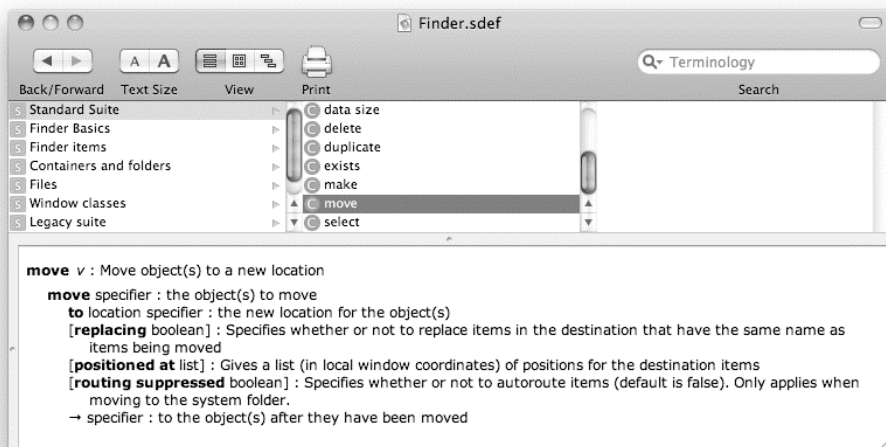 Finder.sdef
A A
Q Terminology
Back/Forward Text Size View Print Search
S Standard Suite
S Finder Basics
S Finder items
S Containers and folders
S Files
S Window classes
S Legacy suite
C data size
C delete
C duplicate
C exists
C make
C move
C select
move v : Move object(s) to a new location
move specifier : the object(s) to move
to location specifier : the new location for the object(s)
[replacing boolean] : Specifies whether or not to replace items in the destination that have the same name as
items being moved
[positioned at list] : Gives a list (in local window coordinates) of positions for the destination items
[routing suppressed boolean] : Specifies whether or not to autoroute items (default is false). Only applies when
moving to the system folder.
→ specifier : to the object(s) after they have been moved